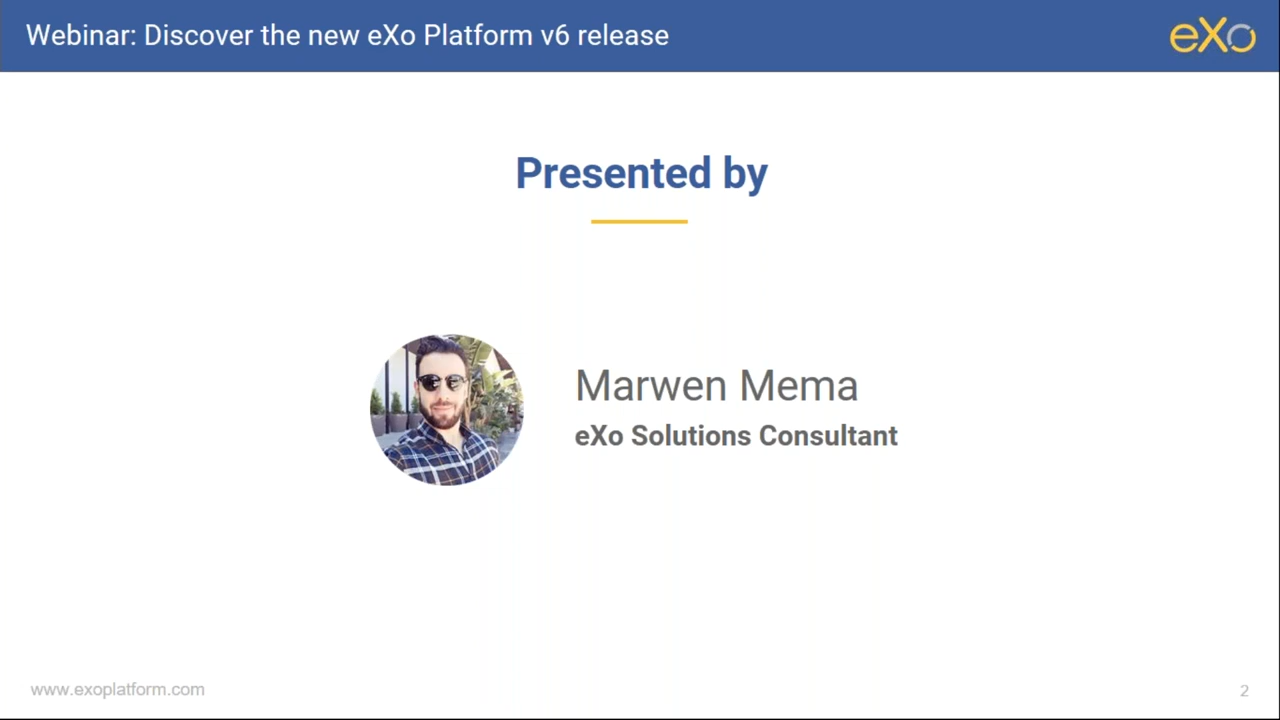 Webinar: Discover the new eXo Platform v6 release
eXo
Presented by
Marwen Mema
eXo Solutions Consultant
www.exoplatform.com
2